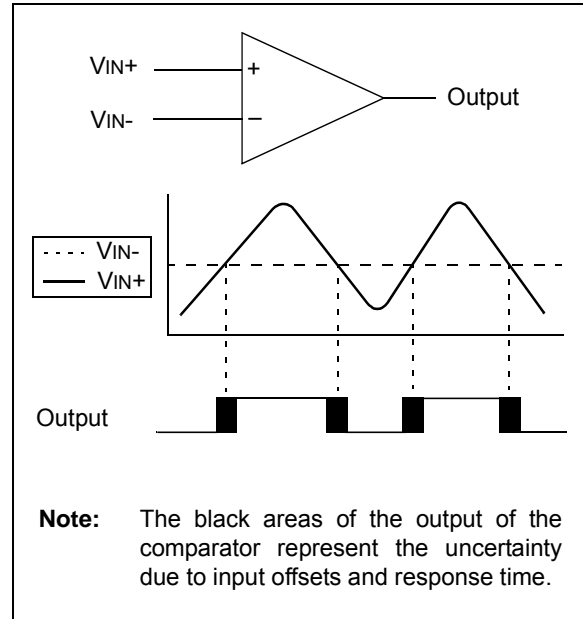 VIN+
+
Output
VIN-
–
VIN-
VIN+
Output
Note: The black areas of the output of the
comparator represent the uncertainty
due to input offsets and response time.